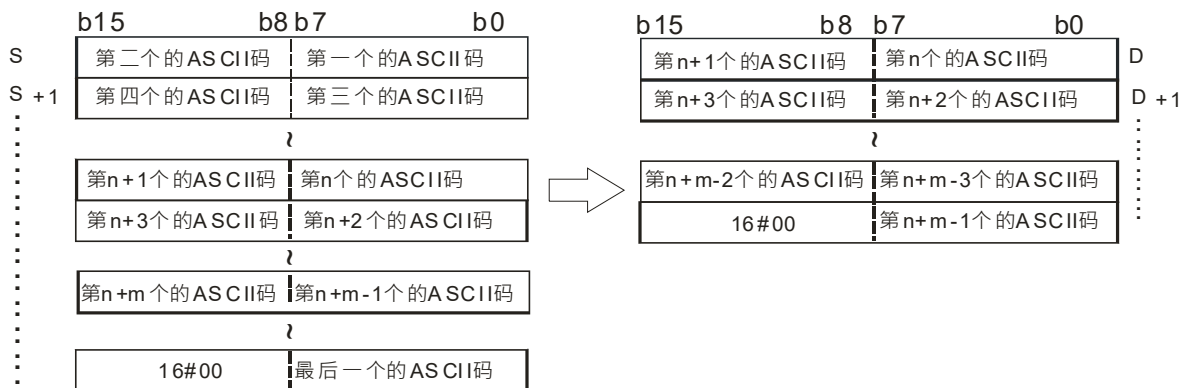 b15 b8 b7 b0
S 第二个的ASCII码 第一个的ASCII码
S+1 第四个的ASCII码 第三个的ASCII码
~
第n+1个的ASCII码 第n个的ASCII码
第n+3个的ASCII码 第n+2个的ASCII码
~
第n+m个的ASCII码 第n+m-1个的ASCII码
~
16#00 最后一个的ASCII码
b15 b8 b7 b0
第n+1个的ASCII码 第n个的ASCII码 D
第n+3个的ASCII码 第n+2个的ASCII码 D+1
~
第n+m-2个的ASCII码 第n+m-3个的ASCII码
16#00 第n+m-1个的ASCII码